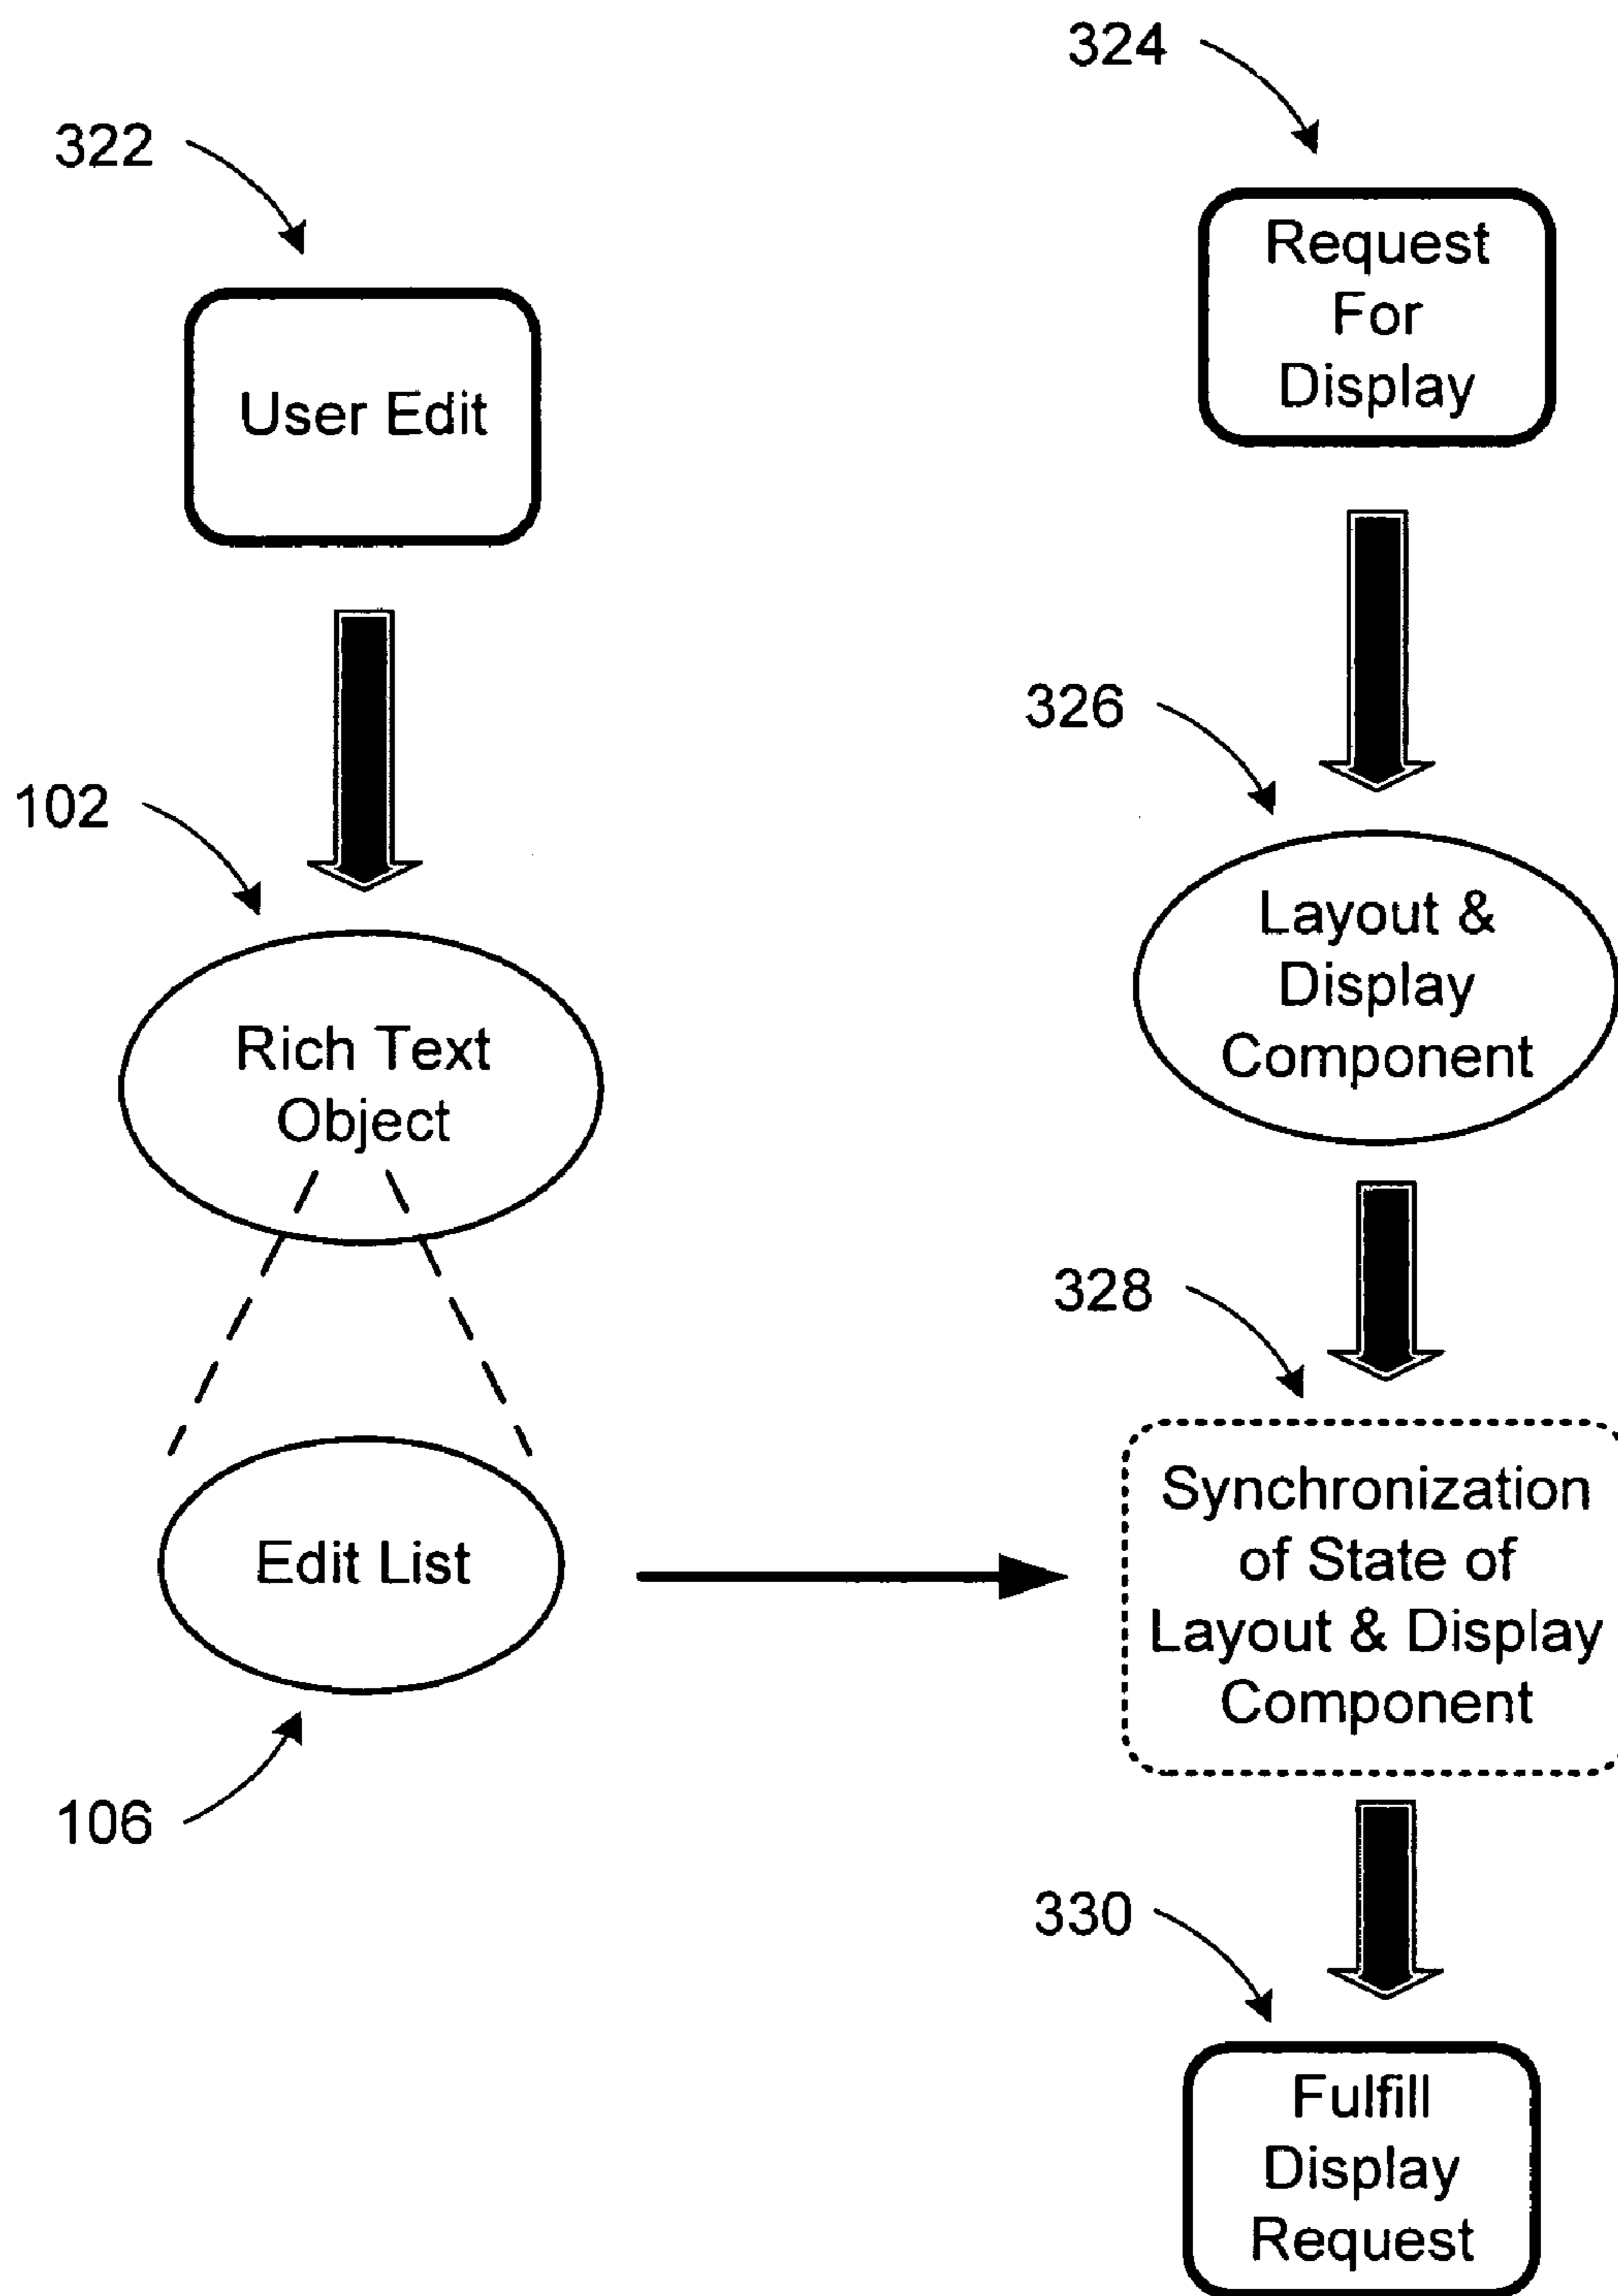 322
User Edit
102
Rich Text
Object
Edit List
106
324
Request
For
Display
326
Layout &
Display
Component
328
Synchronization
of State of
Layout & Display
Component
330
Fulfill
Display
Request